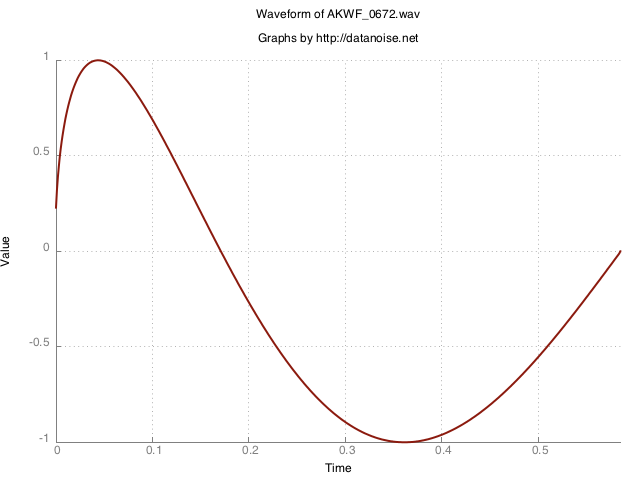 Waveform of AKWF_0672.wav
Graphs by http://datanoise.net
1
0.5
0
-0.5
-1
Value
0 0.1 0.2 0.3 0.4 0.5
Time